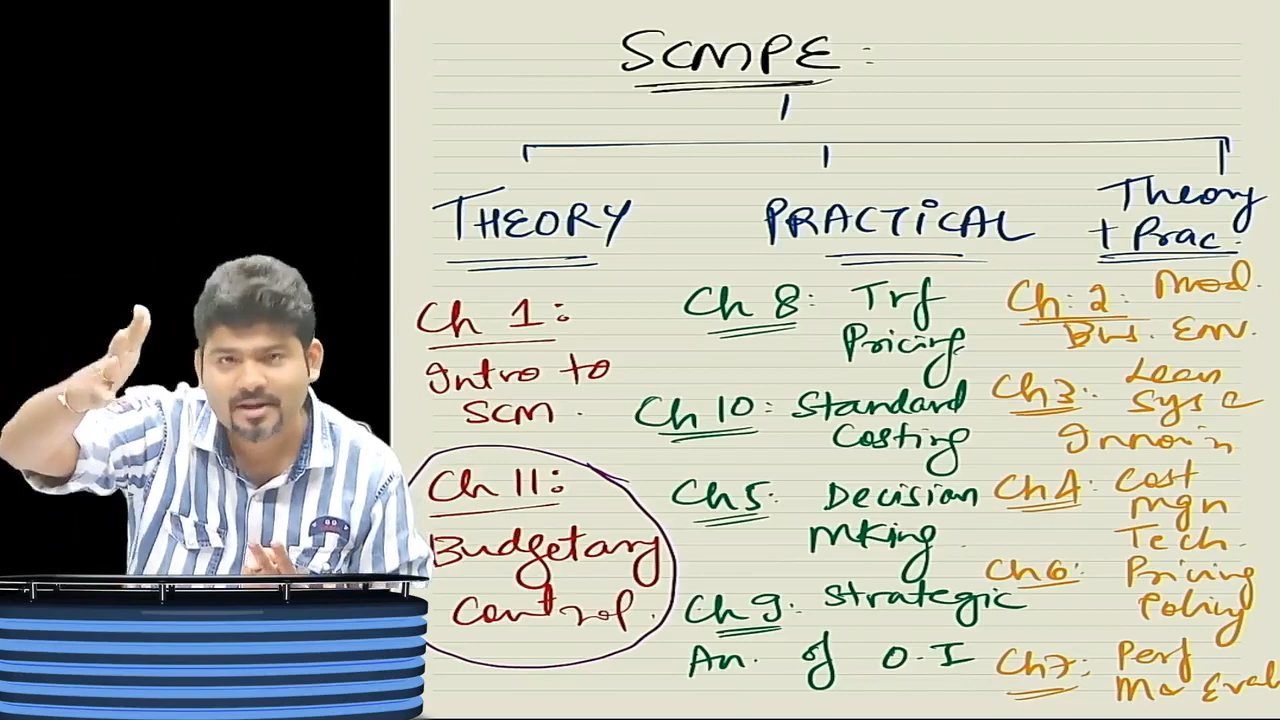 SCMPE:
THEORY
Ch 1:
Intro to
SCM.
Ch 11:
Budgetary
Control.
PRACTICAL
Ch 8: Trf
Pricing.
Ch 10: Standard
Costing
Ch 5. Decision
Mking.
Ch 9. Strategic
An. of O.I
Theory
+ Prac.
Ch. 2: Mod.
Bus. Env.
Ch 3: Lean
Sys &
Ch 4: Cost
Mgn
Tech.
Ch 6: Pricing
Policy
Ch 7: Perf
Eval